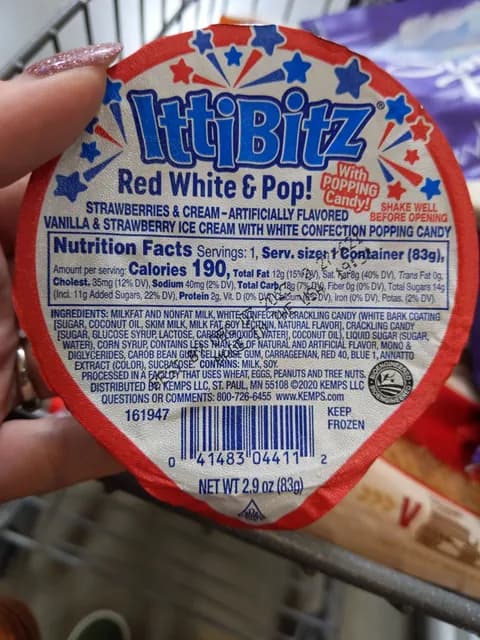 IttiBitz®
Red White & Pop!
With
POPPING
Candy!
SHAKE WELL
BEFORE OPENING
STRAWBERRIES & CREAM - ARTIFICIALLY FLAVORED
VANILLA & STRAWBERRY ICE CREAM WITH WHITE CONFECTION POPPING CANDY
Nutrition Facts Servings: 1, Serv. size: 1 Container (83g),
Amount per serving: Calories 190, Total Fat 12g (15% DV), Sat. Fat 8g (40% DV), Trans Fat 0g,
Cholest. 35mg (12% DV), Sodium 40mg (2% DV), Total Carb. 18g (7% DV), Fiber 0g (0% DV), Total Sugars 14g
(Incl. 11g Added Sugars, 22% DV), Protein 2g, Vit. D (0% DV), Iron (0% DV), Potas. (2% DV)
INGREDIENTS: MILKFAT AND NONFAT MILK, WHITE CONFECTION CRACKLING CANDY (WHITE BARK COATING
[SUGAR, COCONUT OIL, SKIM MILK, MILK FAT, SOY LECITHIN, NATURAL FLAVOR], CRACKLING CANDY
[SUGAR, GLUCOSE SYRUP, LACTOSE, CARBON DIOXIDE, WATER], COCONUT OIL), LIQUID SUGAR (SUGAR,
WATER), CORN SYRUP, CONTAINS LESS THAN 2% OF NATURAL AND ARTIFICIAL FLAVOR, MONO &
DIGLYCERIDES, CAROB BEAN GUM, CELLULOSE GUM, CARRAGEENAN, RED 40, BLUE 1, ANNATTO
EXTRACT (COLOR), SUCRALOSE. CONTAINS: MILK, SOY.
PROCESSED IN A FACILITY THAT USES WHEAT, EGGS, PEANUTS AND TREE NUTS.
DISTRIBUTED BY KEMPS LLC, ST. PAUL, MN 55108 ©2020 KEMPS LLC
QUESTIONS OR COMMENTS: 800-726-6455 www.KEMPS.com
161947
KEEP
FROZEN
0 41483 04411 2
NET WT 2.9 oz (83g)
V